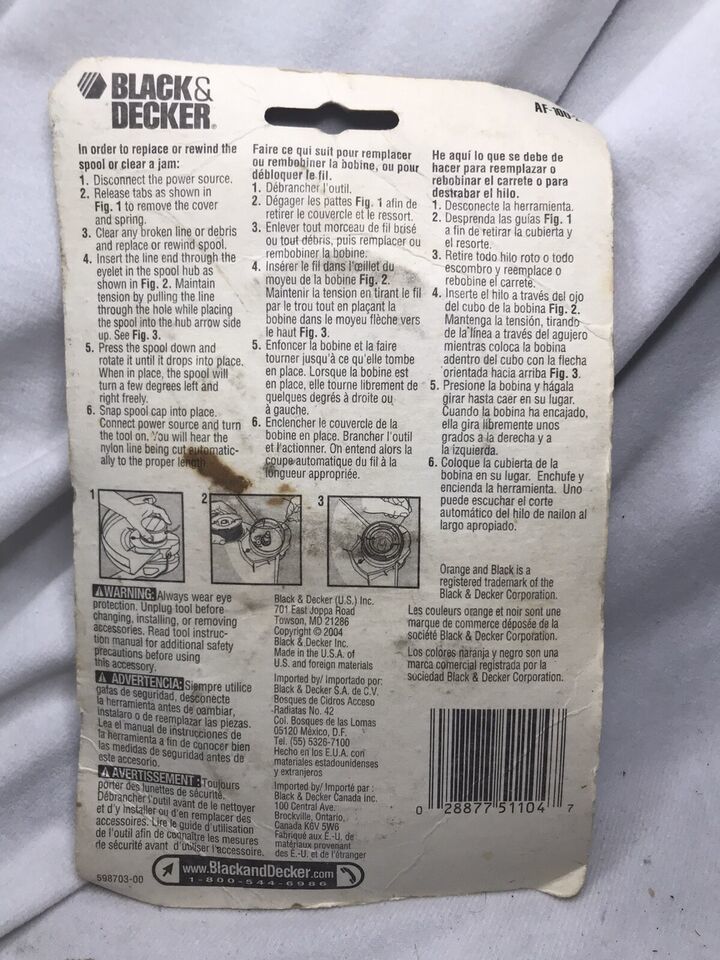 BLACK&
DECKER®
AF-100-2
In order to replace or rewind the
spool or clear a jam:
1. Disconnect the power source.
2. Release tabs as shown in
Fig. 1 to remove the cover
and spring.
3. Clear any broken line or debris
and replace or rewind spool.
4. Insert the line end through the
eyelet in the spool hub as
shown in Fig. 2. Maintain
tension by pulling the line
through the hole while placing
the spool into the hub arrow side
up. See Fig. 3.
5. Press the spool down and
rotate it until it drops into place.
When in place, the spool will
turn a few degrees left and
right freely.
6. Snap spool cap into place.
Connect power source and turn
the tool on. You will hear the
nylon line being cut automatic-
ally to the proper length
Faire ce qui suit pour remplacer
ou rembobiner la bobine, ou pour
débloquer le fil.
1. Débrancher l'outil.
2. Dégager les pattes Fig. 1 afin de
retirer le couvercle et le ressort.
3. Enlever tout morceau de fil brisé
ou tout débris, puis remplacer ou
rembobiner la bobine.
4. Insérer le fil dans l'œillet du
moyeu de la bobine Fig. 2.
Maintenir la tension en tirant le fil
par le trou tout en plaçant la
bobine dans le moyeu flèche vers
le haut Fig. 3.
5. Enfoncer la bobine et la faire
tourner jusqu'à ce qu'elle tombe
en place. Lorsque la bobine est
en place, elle tourne librement de
quelques degrés à droite ou
à gauche.
6. Enclencher le couvercle de la
bobine en place. Brancher l'outil
et l'actionner. On entend alors la
coupe automatique du fil à la
longueur appropriée.
He aquí lo que se debe de
hacer para reemplazar o
rebobinar el carrete o para
destrabar el hilo.
1. Desconecte la herramienta.
2. Desprenda las guías Fig. 1
a fin de retirar la cubierta y
el resorte.
3. Retire todo hilo roto o todo
escombro y reemplace o
rebobine el carrete.
4. Inserte el hilo a través del ojo
del cubo de la bobina Fig. 2.
Mantenga la tensión, tirando
de la línea a través del agujero
mientras coloca la bobina
adentro del cubo con la flecha
orientada hacia arriba Fig. 3.
5. Presione la bobina y hágala
girar hasta caer en su lugar.
Cuando la bobina ha encajado,
ella gira libremente unos
grados a la derecha y a
la izquierda.
6. Coloque la cubierta de la
bobina en su lugar. Enchufe y
encienda la herramienta. Uno
puede escuchar el corte
automático del hilo de nailon al
largo apropiado.
1
2
3
WARNING: Always wear eye
protection. Unplug tool before
changing, installing, or removing
accessories. Read tool instruc-
tion manual for additional safety
precautions before using
this accessory.
ADVERTENCIA: Siempre utilice
gafas de seguridad, desconecte
la herramienta antes de cambiar,
instalaro o de reemplazar las piezas.
Lea el manual de instrucciones de
la herramienta a fin de conocer bien
las medidas de seguridad antes de
este accesorio.
AVERTISSEMENT : Toujours
porter des lunettes de sécurité.
Débrancher l'outil avant de le nettoyer
et d'y installer ou d'en remplacer des
accessoires. Lire le guide d'utilisation
de l'outil afin de connaître les mesures
de sécurité avant d'utiliser l'accessoire.
Black & Decker (U.S.) Inc.
701 East Joppa Road
Towson, MD 21286
Copyright © 2004
Black & Decker Inc.
Made in the U.S.A. of
U.S. and foreign materials
Imported by/ Importado por:
Black & Decker S.A. de C.V.
Bosques de Cidros Acceso
Radiatas No. 42
Col. Bosques de las Lomas
05120 México, D.F.
Tel. (55) 5326-7100
Hecho en los E.U.A. con
materiales estadounidenses
y extranjeros
Imported by/ Importé par :
Black & Decker Canada Inc.
100 Central Ave.
Brockville, Ontario,
Canada K6V 5W6
Fabriqué aux É.-U. de
matériaux provenant
des É.-U. et de l'étranger
Orange and Black is a
registered trademark of the
Black & Decker Corporation.
Les couleurs orange et noir sont une
marque de commerce déposée de la
société Black & Decker Corporation.
Los colores naranja y negro son una
marca comercial registrada por la
sociedad Black & Decker Corporation.
0 28877 51104 7
598703-00
www.BlackandDecker.com
1-800-544-6986